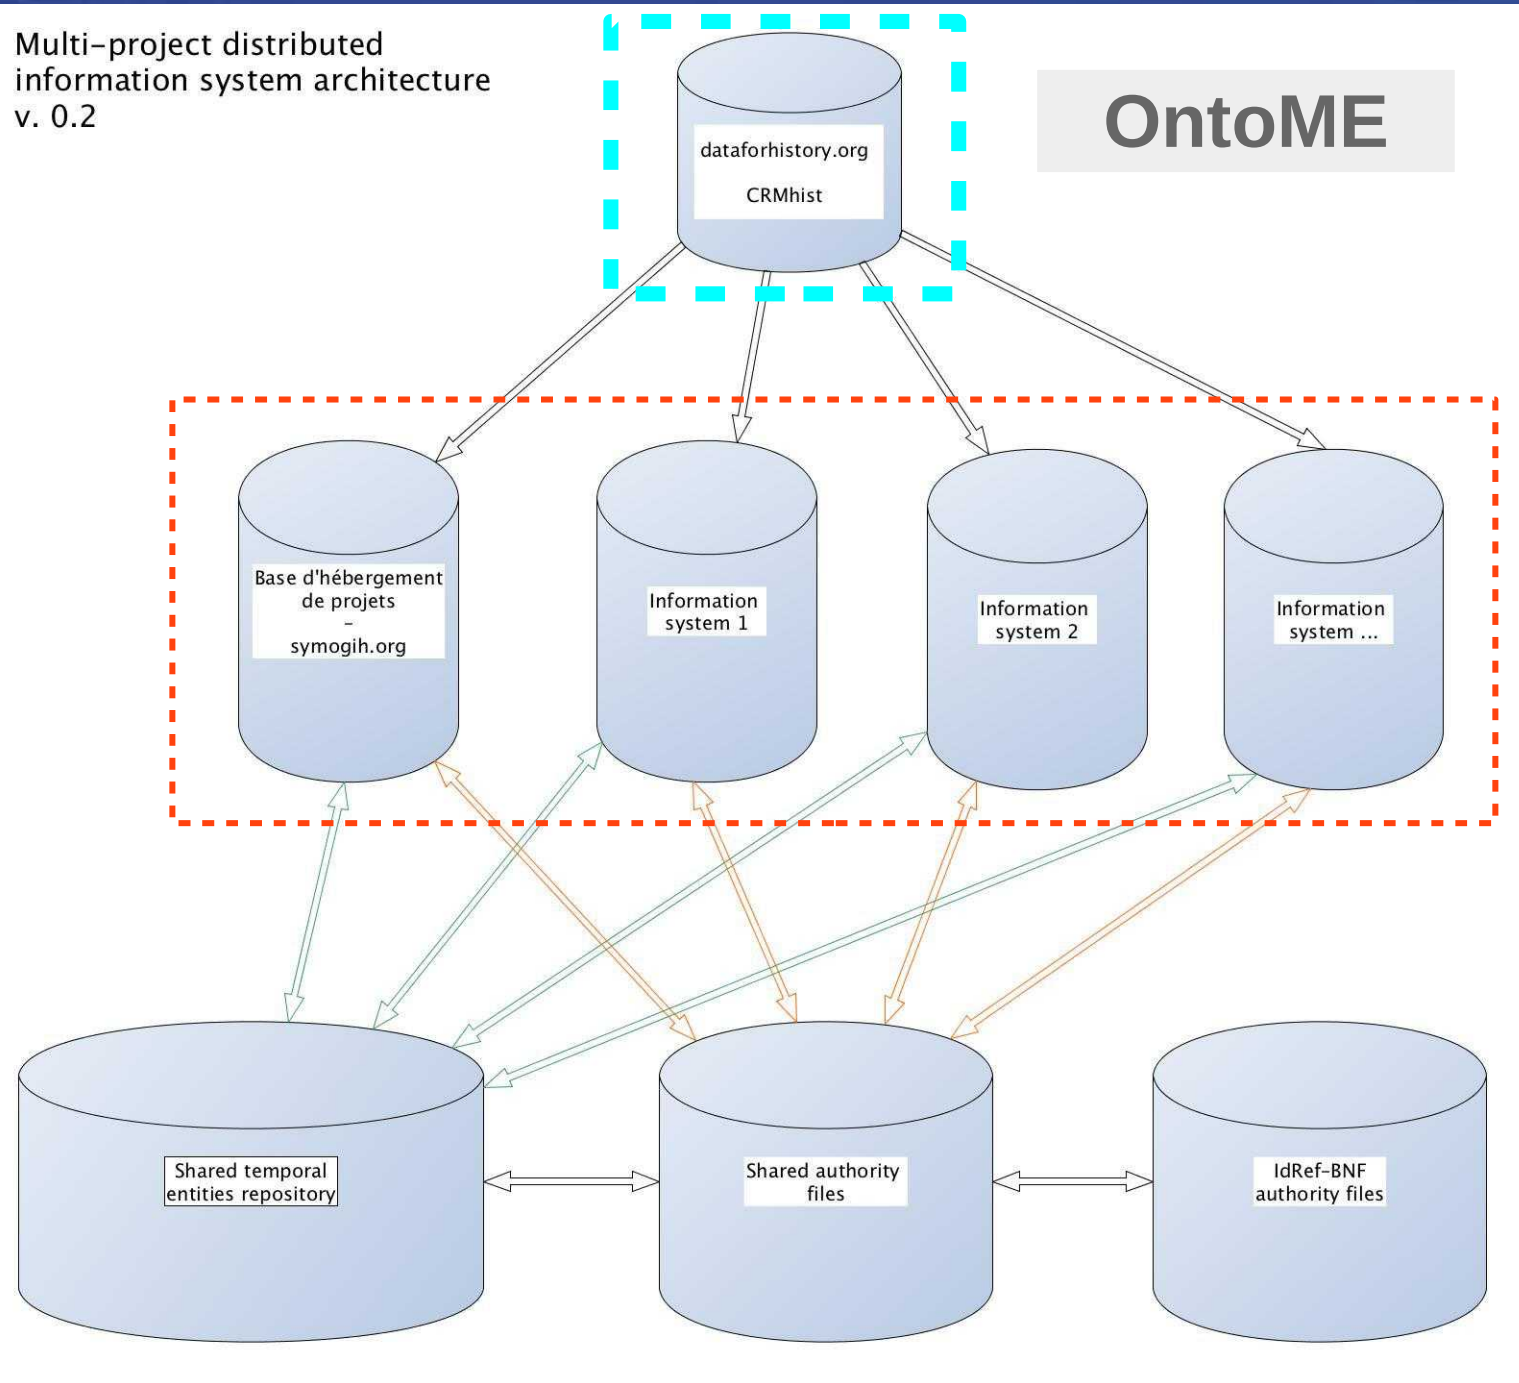 Multi-project distributed
information system architecture
v. 0.2
OntoME
dataforhistory.org
CRMhist
Base d'hébergement
de projets
-
symogih.org
Information
system 1
Information
system 2
Information
system ...
Shared temporal
entities repository
Shared authority
files
IdRef-BNF
authority files